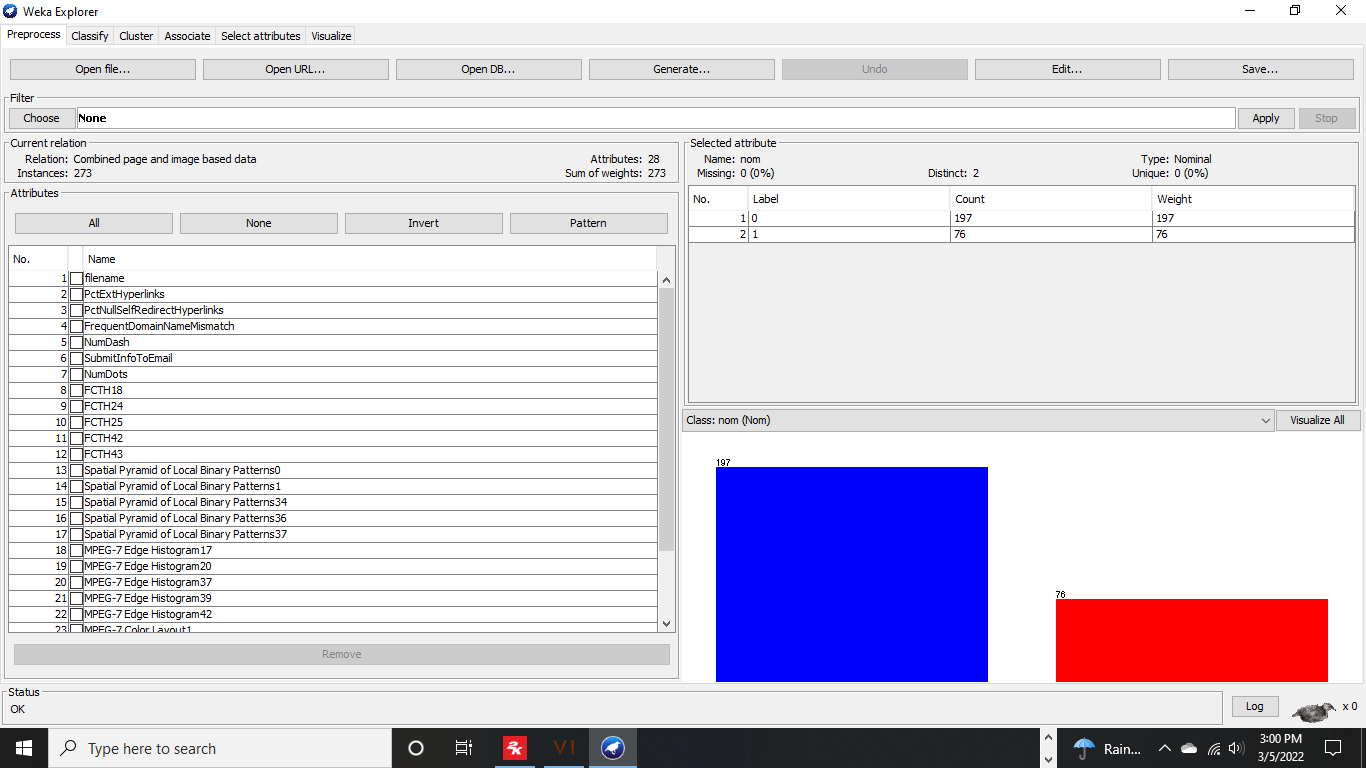 Weka Explorer
Preprocess Classify Cluster Associate Select attributes Visualize
Open file... Open URL... Open DB... Generate... Undo Edit... Save...
Filter
Choose None Apply Stop
Current relation
Relation: Combined page and image based data Attributes: 28
Instances: 273 Sum of weights: 273
Attributes
All None Invert Pattern
No. Name
1 filename
2 PctExtHyperlinks
3 PctNullSelfRedirectHyperlinks
4 FrequentDomainNameMismatch
5 NumDash
6 SubmitInfoToEmail
7 NumDots
8 FCTH18
9 FCTH24
10 FCTH25
11 FCTH42
12 FCTH43
13 Spatial Pyramid of Local Binary Patterns0
14 Spatial Pyramid of Local Binary Patterns1
15 Spatial Pyramid of Local Binary Patterns34
16 Spatial Pyramid of Local Binary Patterns36
17 Spatial Pyramid of Local Binary Patterns37
18 MPEG-7 Edge Histogram17
19 MPEG-7 Edge Histogram20
20 MPEG-7 Edge Histogram37
21 MPEG-7 Edge Histogram39
22 MPEG-7 Edge Histogram42
23 MPEG-7 Color Layout1
Remove
Selected attribute
Name: nom Type: Nominal
Missing: 0 (0%) Distinct: 2 Unique: 0 (0%)
No. Label Count Weight
1 0 197 197
2 1 76 76
Class: nom (Nom) Visualize All
197
76
Status
OK
Log x 0
Type here to search
2K
V1
Rain...
3:00 PM
3/5/2022